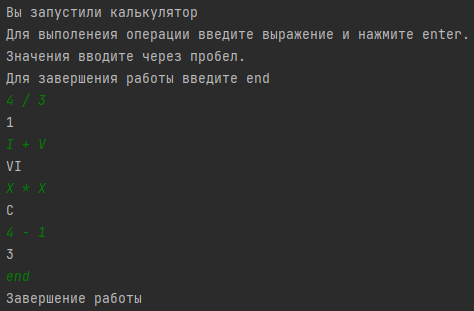 Вы запустили калькулятор
Для выполенеия операции введите выражение и нажмите enter.
Значения вводите через пробел.
Для завершения работы введите end
4 / 3
1
I + V
VI
X * X
C
4 - 1
3
end
Завершение работы